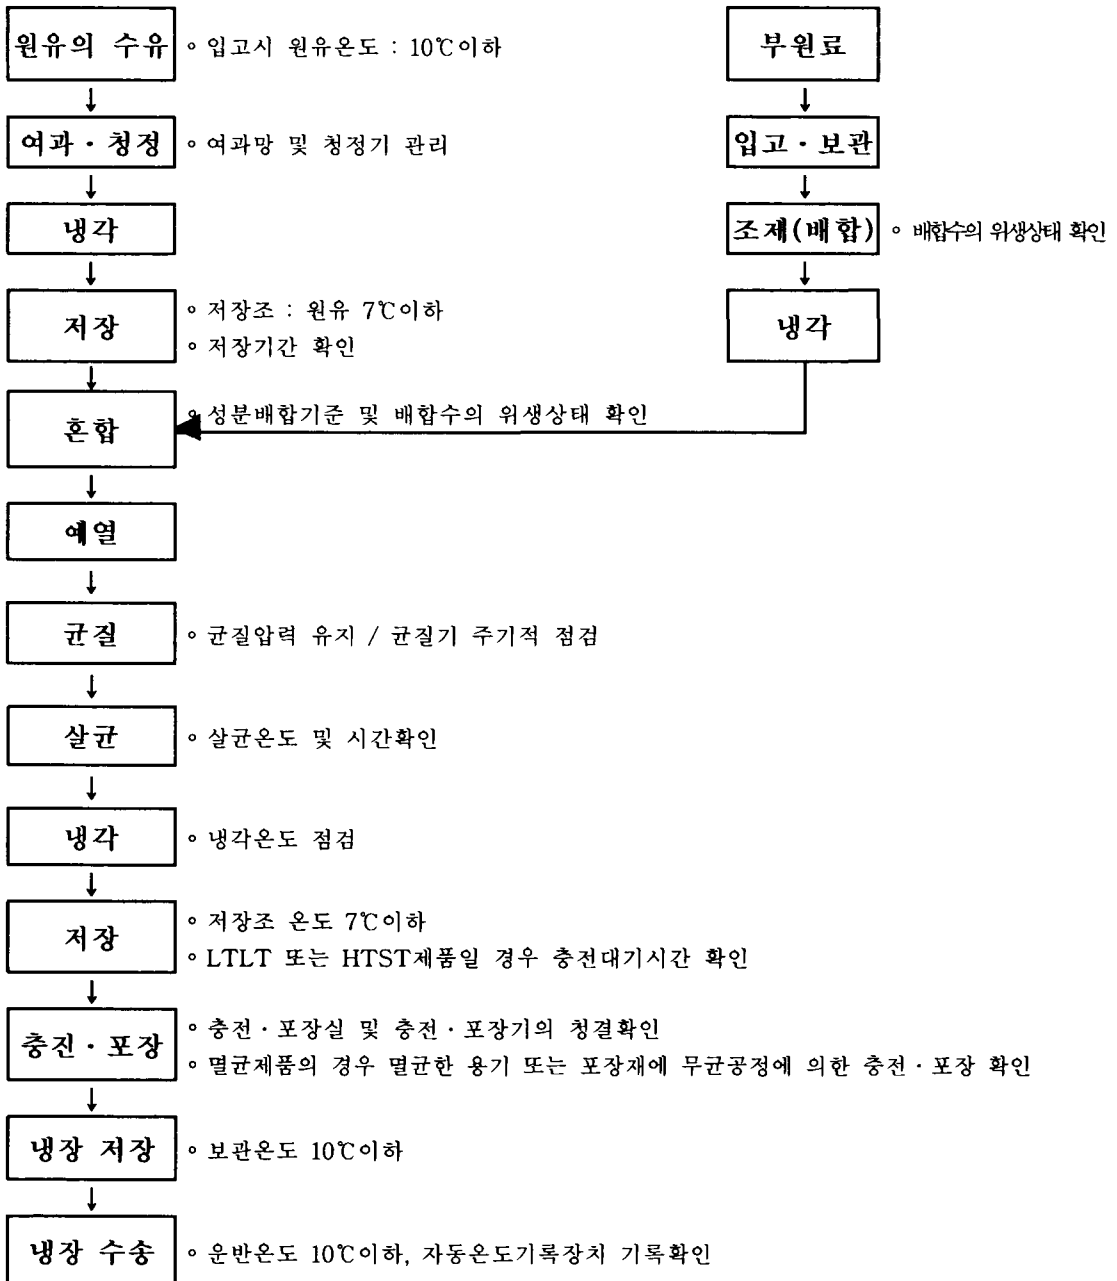 원유의 수유 ∘ 입고시 원유온도 : 10℃이하
부원료
여과 · 청정 ∘ 여과망 및 청정기 관리
입고 · 보관
냉각
조제(배합) ∘ 배합수의 위생상태 확인
저장
∘ 저장조 : 원유 7℃이하
∘ 저장기간 확인
냉각
혼합
∘ 성분배합기준 및 배합수의 위생상태 확인
예열
균질 ∘ 균질압력 유지 / 균질기 주기적 점검
살균 ∘ 살균온도 및 시간확인
냉각 ∘ 냉각온도 점검
저장
∘ 저장조 온도 7℃이하
∘ LTLT 또는 HTST제품일 경우 충전대기시간 확인
충진 · 포장
∘ 충전 · 포장실 및 충전 · 포장기의 청결확인
∘ 멸균제품의 경우 멸균한 용기 또는 포장재에 무균공정에 의한 충전 · 포장 확인
냉장 저장 ∘ 보관온도 10℃이하
냉장 수송 ∘ 운반온도 10℃이하, 자동온도기록장치 기록확인